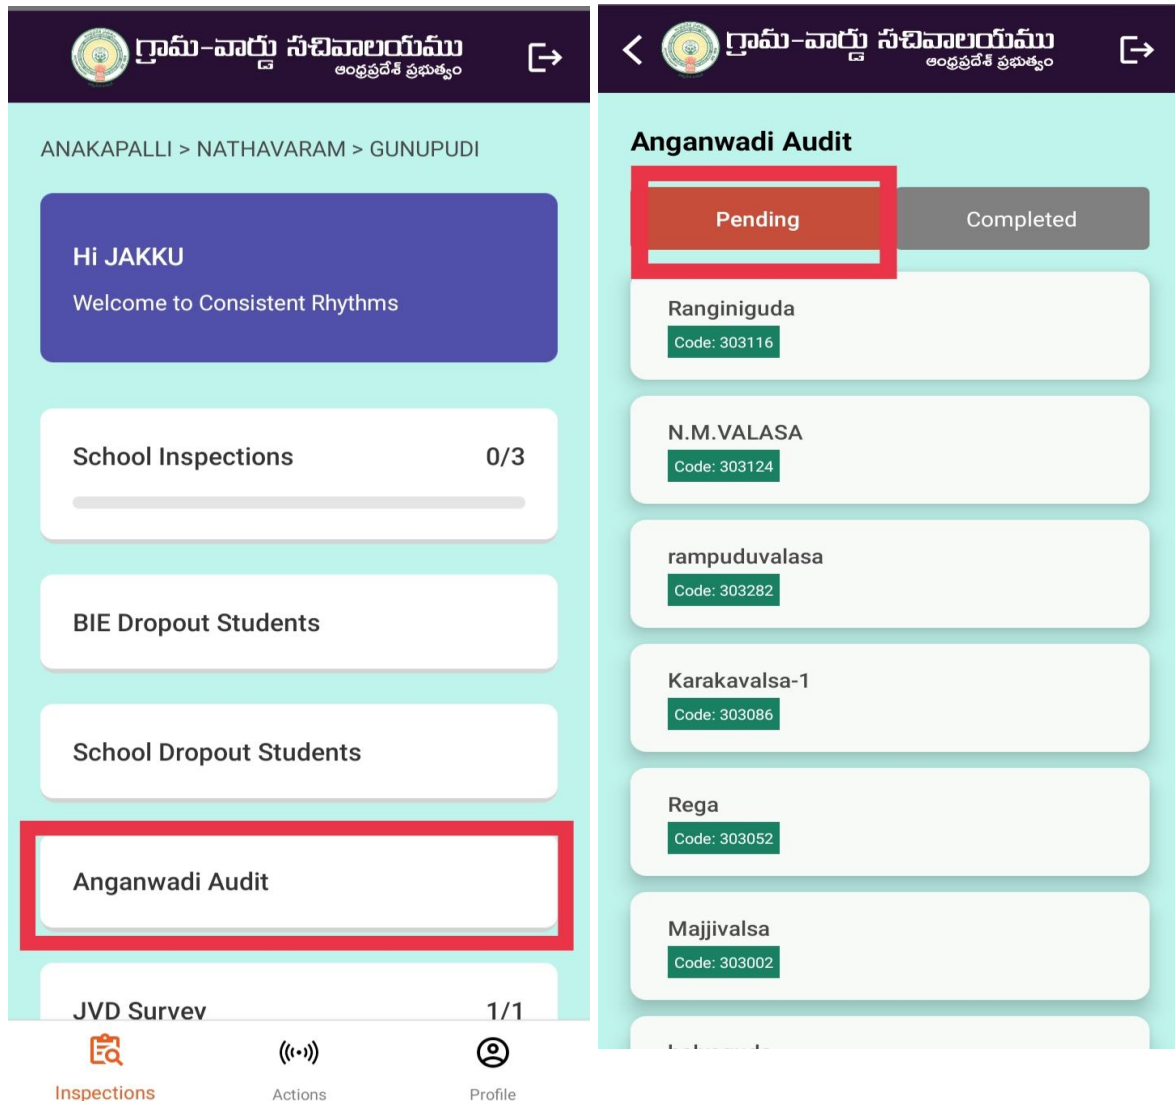 గ్రామ-వార్డు సచివాలయము
ఆంధ్రప్రదేశ్ ప్రభుత్వం
ANAKAPALLI > NATHAVARAM > GUNUPUDI
Hi JAKKU
Welcome to Consistent Rhythms
School Inspections 0/3
BIE Dropout Students
School Dropout Students
Anganwadi Audit
JVD Survey 1/1
Inspections Actions Profile
గ్రామ-వార్డు సచివాలయము
ఆంధ్రప్రదేశ్ ప్రభుత్వం
Anganwadi Audit
Pending Completed
Ranginiguda
Code: 303116
N.M.VALASA
Code: 303124
rampuduvalasa
Code: 303282
Karakavalsa-1
Code: 303086
Rega
Code: 303052
Majjivalsa
Code: 303002